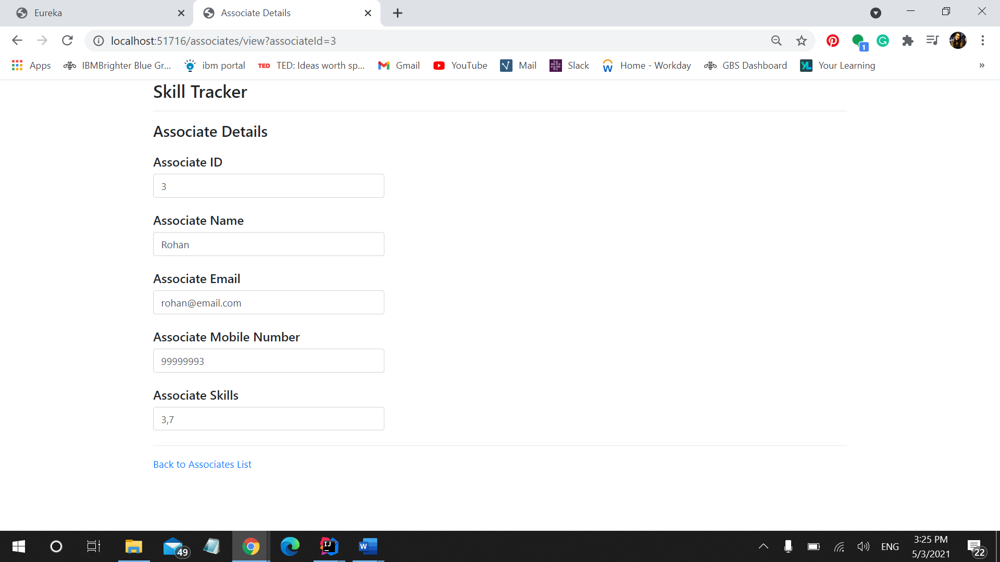 Eureka
Associate Details
localhost:51716/associates/view?associateId=3
1
Apps
IBMBrighter Blue Gr...
ibm portal
TED TED: Ideas worth sp...
Gmail
YouTube
Mail
Slack
Home - Workday
GBS Dashboard
YL Your Learning
»
Skill Tracker
Associate Details
Associate ID
3
Associate Name
Rohan
Associate Email
rohan@email.com
Associate Mobile Number
99999993
Associate Skills
3,7
Back to Associates List
49
IJ
W
ENG
3:25 PM
5/3/2021
22